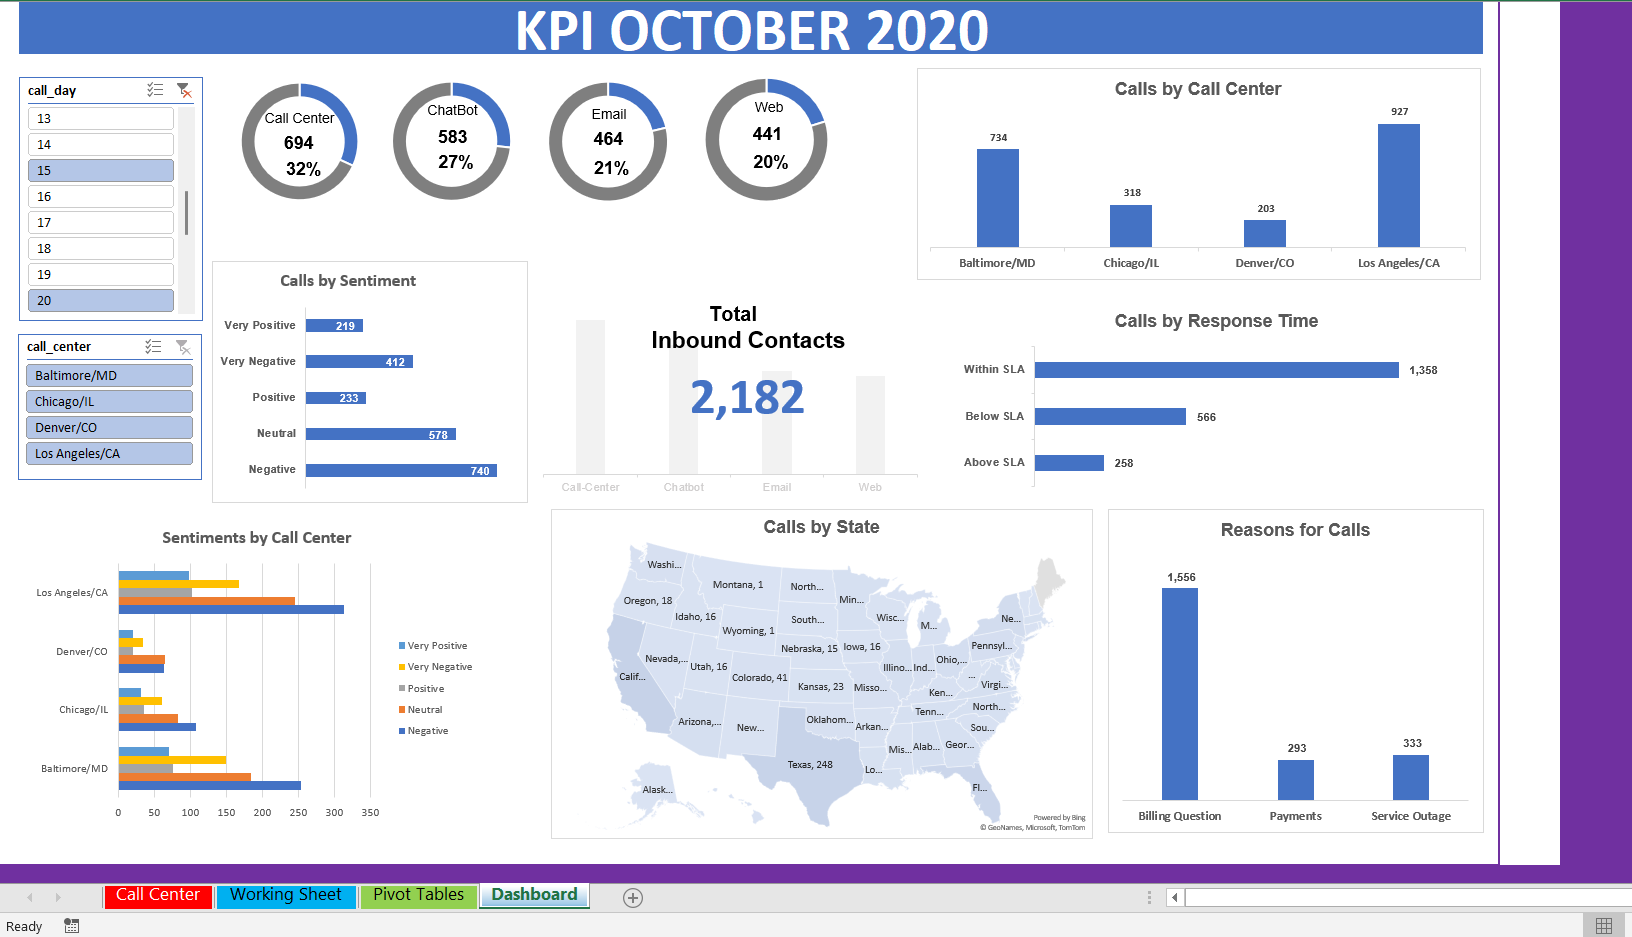 KPI OCTOBER 2020
call_day
13
14
15
16
17
18
19
20
call_center
Baltimore/MD
Chicago/IL
Denver/CO
Los Angeles/CA
Call Center
694
32%
ChatBot
583
27%
Email
464
21%
Web
441
20%
Calls by Call Center
734
318
203
927
Baltimore/MD
Chicago/IL
Denver/CO
Los Angeles/CA
Calls by Sentiment
Very Positive
219
Very Negative
412
Positive
233
Neutral
578
Negative
740
Total
Inbound Contacts
2,182
Call-Center
Chatbot
Email
Web
Calls by Response Time
Within SLA
1,358
Below SLA
566
Above SLA
258
Sentiments by Call Center
Los Angeles/CA
Denver/CO
Chicago/IL
Baltimore/MD
0 50 100 150 200 250 300 350
Very Positive
Very Negative
Positive
Neutral
Negative
Calls by State
Washi...
Montana, 1
North...
Min...
Oregon, 18
Idaho, 16
Wyoming, 1
South...
Wisc...
M...
Ne...
Nebraska, 15
Iowa, 16
Pennsyl...
Nevada,...
Utah, 16
Illino...
Ind...
Ohio,...
Calif...
Colorado, 41
Kansas, 23
Misso...
Ken...
...
Virgi...
Arizona,...
New...
Oklahom...
Arkan...
Tenn...
North...
Sou...
Mis...
Alab...
Geor...
Texas, 248
Lo...
Alask...
Fl...
Powered by Bing
© GeoNames, Microsoft, TomTom
Reasons for Calls
1,556
293
333
Billing Question
Payments
Service Outage
Call Center
Working Sheet
Pivot Tables
Dashboard
Ready